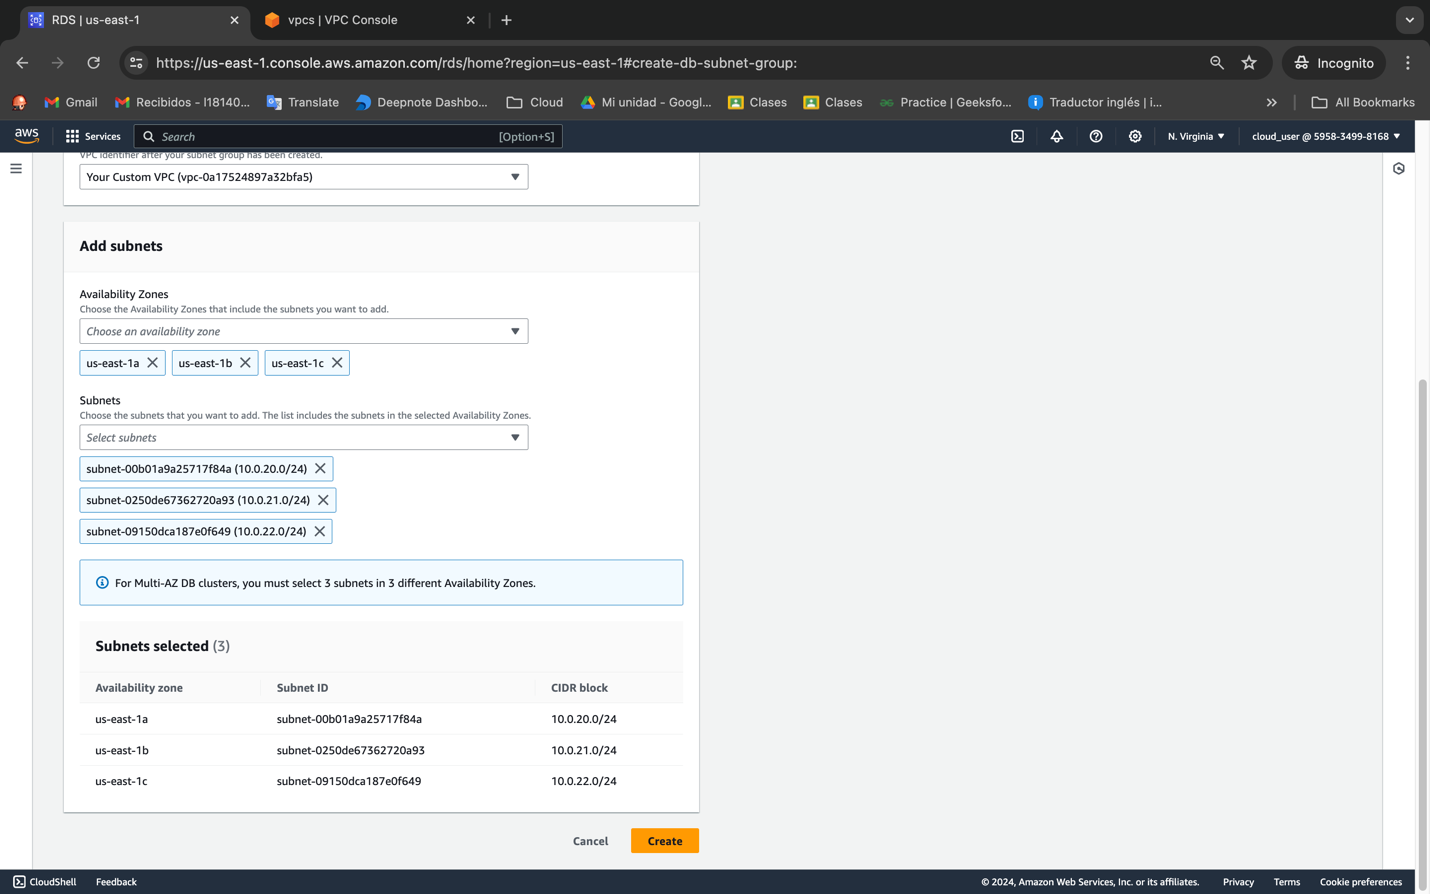 RDS | us-east-1
vpcs | VPC Console
https://us-east-1.console.aws.amazon.com/rds/home?region=us-east-1#create-db-subnet-group:
Incognito
Gmail
Recibidos - l18140...
Translate
Deepnote Dashbo...
Cloud
Mi unidad - Googl...
Clases
Clases
Practice | Geeksfo...
Traductor inglés | i...
All Bookmarks
aws
Services
Search
[Option+S]
N. Virginia
cloud_user @ 5958-3499-8168
VPC identifier after your subnet group has been created.
Your Custom VPC (vpc-0a17524897a32bfa5)
Add subnets
Availability Zones
Choose the Availability Zones that include the subnets you want to add.
Choose an availability zone
us-east-1a
us-east-1b
us-east-1c
Subnets
Choose the subnets that you want to add. The list includes the subnets in the selected Availability Zones.
Select subnets
subnet-00b01a9a25717f84a (10.0.20.0/24)
subnet-0250de67362720a93 (10.0.21.0/24)
subnet-09150dca187e0f649 (10.0.22.0/24)
For Multi-AZ DB clusters, you must select 3 subnets in 3 different Availability Zones.
Subnets selected (3)
Availability zone Subnet ID CIDR block
us-east-1a subnet-00b01a9a25717f84a 10.0.20.0/24
us-east-1b subnet-0250de67362720a93 10.0.21.0/24
us-east-1c subnet-09150dca187e0f649 10.0.22.0/24
Cancel
Create
CloudShell
Feedback
© 2024, Amazon Web Services, Inc. or its affiliates.
Privacy
Terms
Cookie preferences